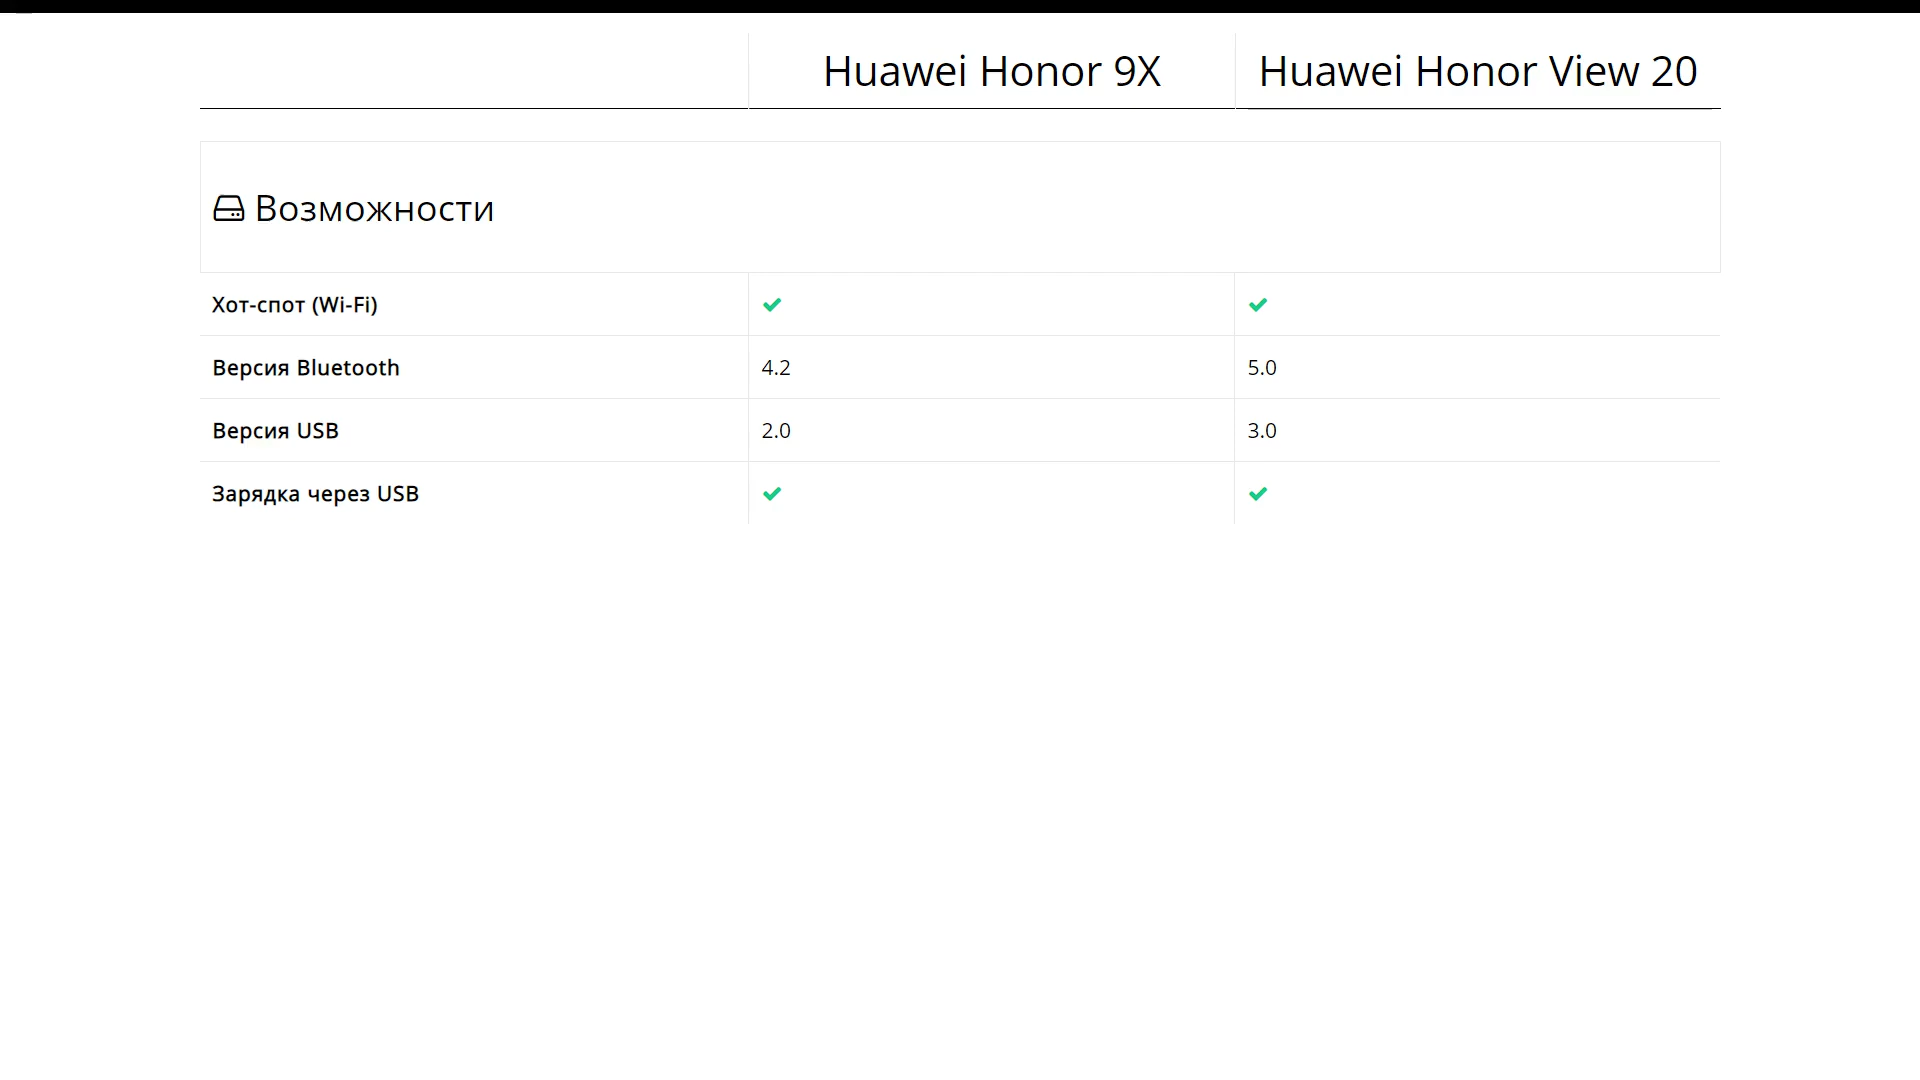 Huawei Honor 9X Huawei Honor View 20
Возможности
Хот-спот (Wi-Fi)
Версия Bluetooth 4.2 5.0
Версия USB 2.0 3.0
Зарядка через USB